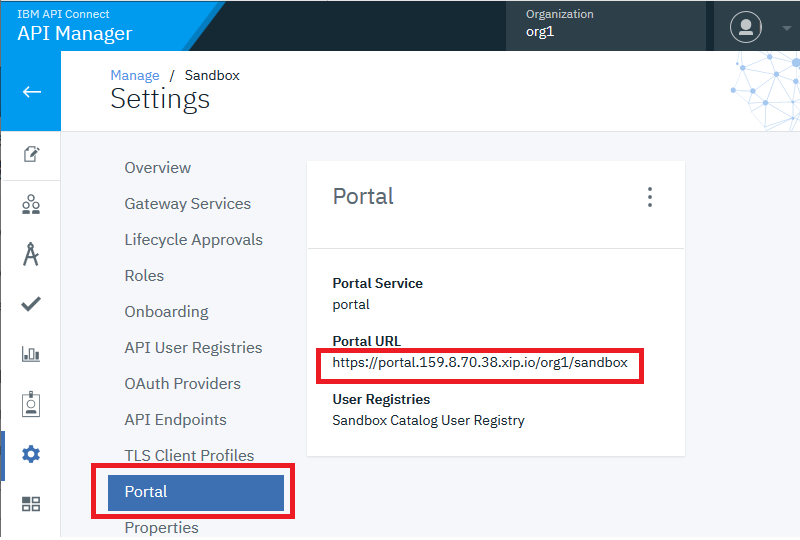 IBM API Connect
API Manager
Organization
org1
Manage / Sandbox
Settings
Overview
Gateway Services
Lifecycle Approvals
Roles
Onboarding
API User Registries
OAuth Providers
API Endpoints
TLS Client Profiles
Portal
Properties
Portal
Portal Service
portal
Portal URL
https://portal.159.8.70.38.xip.io/org1/sandbox
User Registries
Sandbox Catalog User Registry